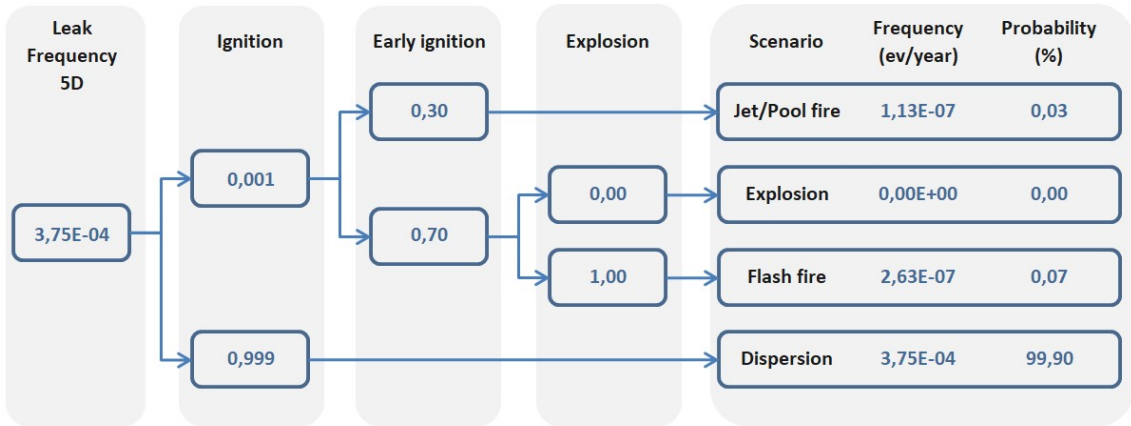 Leak
Frequency
5D
Ignition
Early ignition
Explosion
Scenario
Frequency
(ev/year)
Probability
(%)
3,75E-04
0,001
0,999
0,30
0,70
0,00
1,00
Jet/Pool fire 1,13E-07 0,03
Explosion 0,00E+00 0,00
Flash fire 2,63E-07 0,07
Dispersion 3,75E-04 99,90